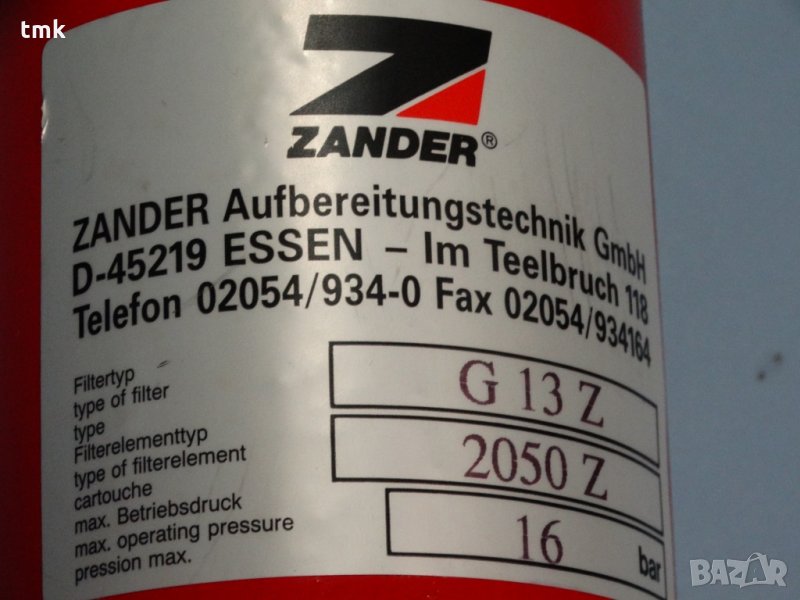 tmk
ZANDER®
ZANDER Aufbereitungstechnik GmbH
D-45219 ESSEN – Im Teelbruch 118
Telefon 02054/934-0 Fax 02054/934164
Filtertyp
type of filter
type
G 13 Z
Filterelementtyp
type of filterelement
cartouche
2050 Z
max. Betriebsdruck
max. operating pressure
pression max.
16 bar
BAZAR